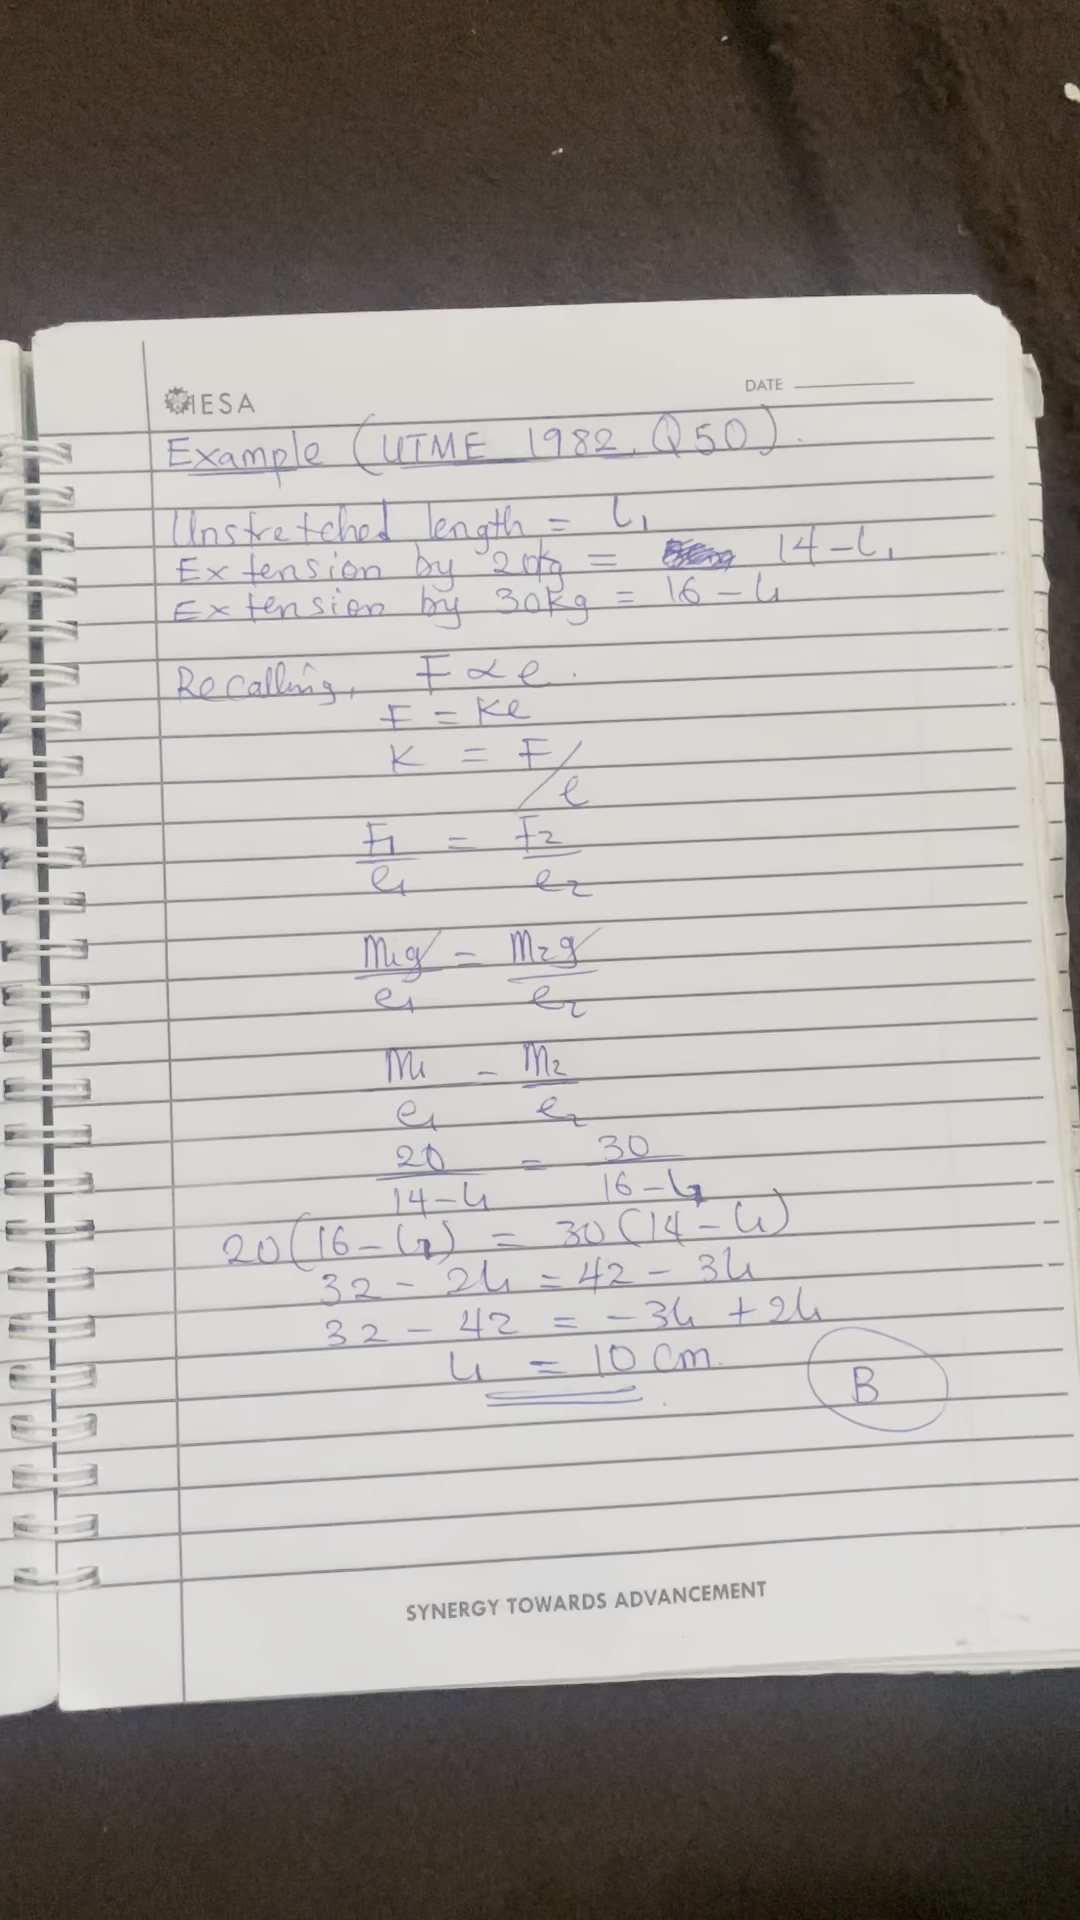 IESA
DATE
Example (UTME 1982, Q50).
Unstretched length = l₁
Extension by 20kg = 14-l₁
Extension by 30kg = 16-l₁
Recalling, F ∝ e.
F = Ke
K = F/e
F₁/e₁ = F₂/e₂
M₁g/e₁ = M₂g/e₂
M₁/e₁ = M₂/e₂
20/14-l₁ = 30/16-l₁
20(16-l₁) = 30(14-l₁)
32 - 2l₁ = 42 - 3l₁
32 - 42 = -3l₁ + 2l₁
l₁ = 10 cm.
B
SYNERGY TOWARDS ADVANCEMENT